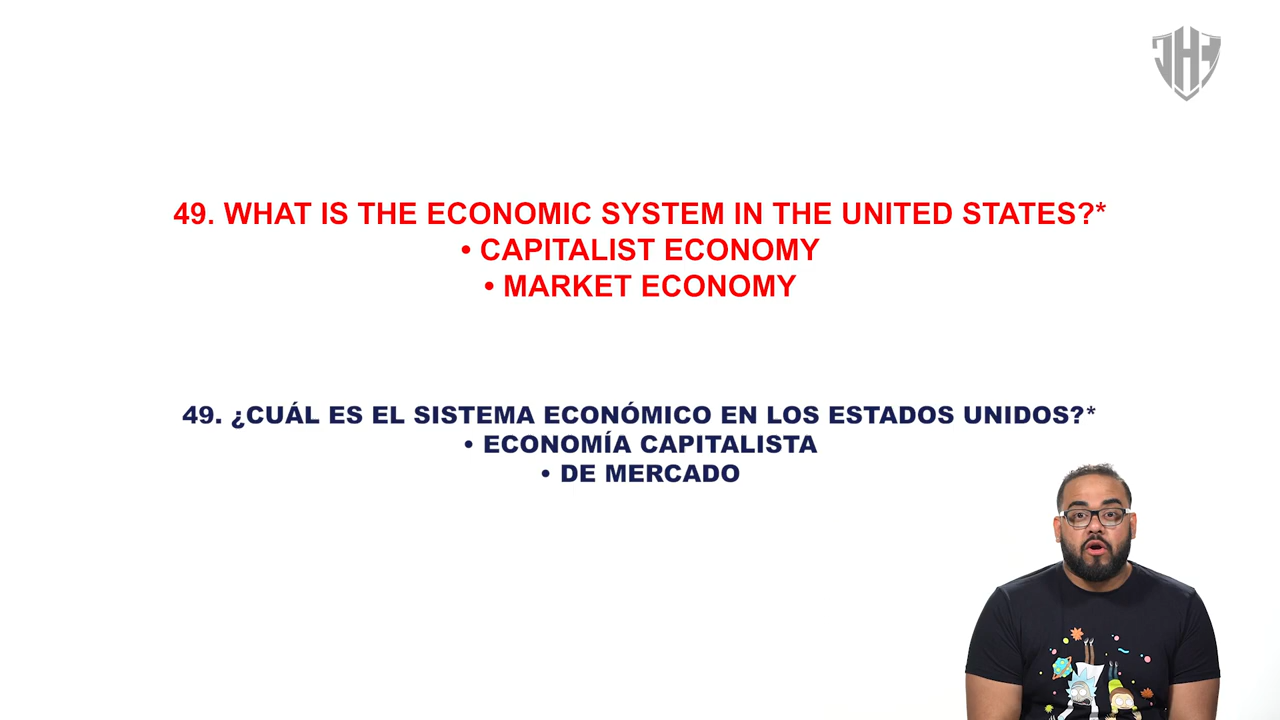 JHE
49. WHAT IS THE ECONOMIC SYSTEM IN THE UNITED STATES?*
• CAPITALIST ECONOMY
• MARKET ECONOMY
49. ¿CUÁL ES EL SISTEMA ECONÓMICO EN LOS ESTADOS UNIDOS?*
• ECONOMÍA CAPITALISTA
• DE MERCADO